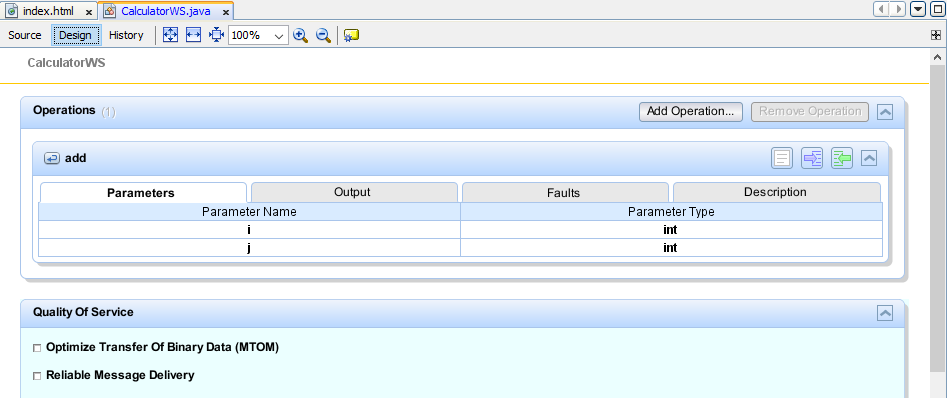 index.html x CalculatorWS.java x
Source Design History 100%
CalculatorWS
Operations (1) Add Operation... Remove Operation
add
Parameters Output Faults Description
Parameter Name Parameter Type
i int
j int
Quality Of Service
Optimize Transfer Of Binary Data (MTOM)
Reliable Message Delivery